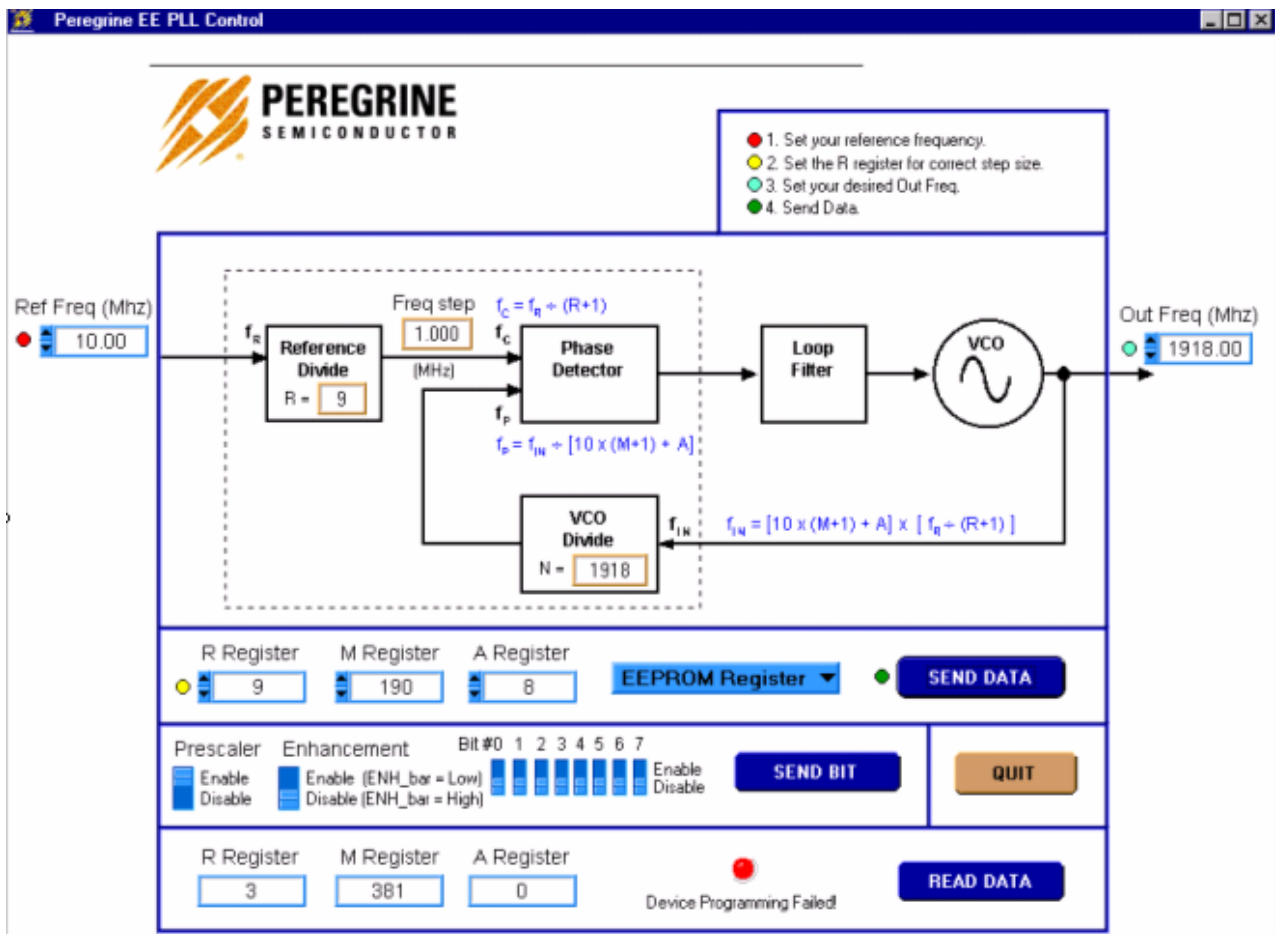 Peregrine EE PLL Control
PEREGRINE
SEMICONDUCTOR
1. Set your reference frequency.
2. Set the R register for correct step size.
3. Set your desired Out Freq.
4. Send Data.
Ref Freq (Mhz)
10.00
Out Freq (Mhz)
1918.00
Freq step
1.000
(MHz)
f_C = f_R ÷ (R+1)
f_R
f_C
Reference
Divide
R = 9
Phase
Detector
f_P
f_P = f_IN ÷ [10 x (M+1) + A]
Loop
Filter
VCO
VCO
Divide
N = 1918
f_IN
f_IN = [10 x (M+1) + A] x [ f_R ÷ (R+1) ]
R Register M Register A Register
9 190 8
EEPROM Register
SEND DATA
Prescaler
Enable
Disable
Enhancement
Enable (ENH_bar = Low)
Disable (ENH_bar = High)
Bit #0 1 2 3 4 5 6 7
Enable
Disable
SEND BIT
QUIT
R Register M Register A Register
3 381 0
Device Programming Failed!
READ DATA